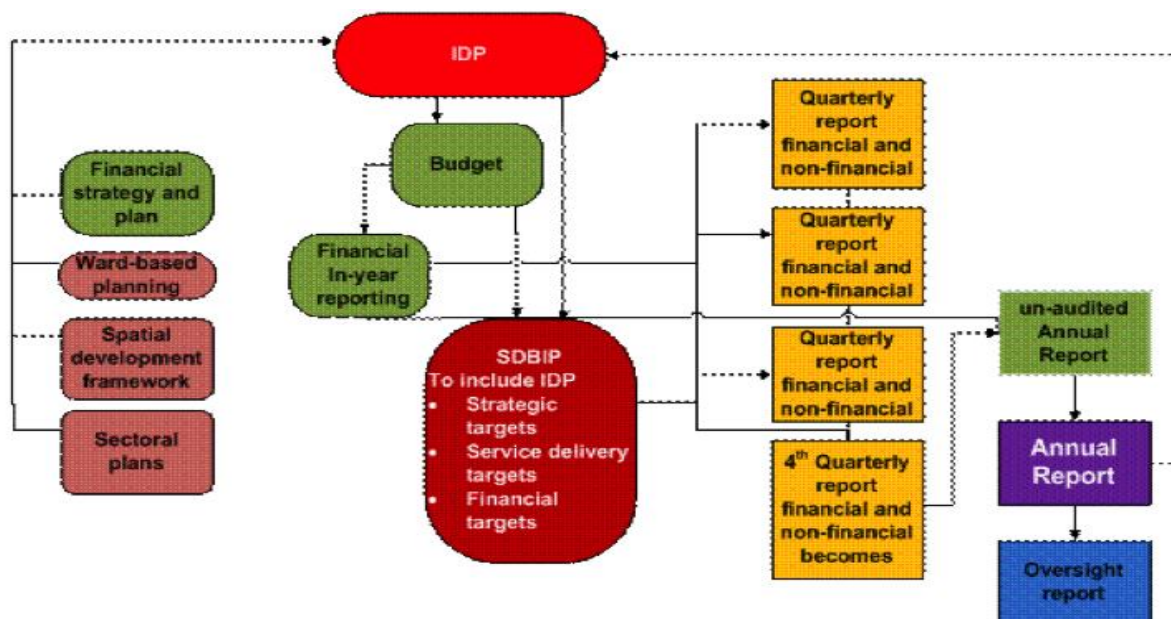 IDP
Budget
Financial
strategy and
plan
Ward-based
planning
Spatial
development
framework
Sectoral
plans
Financial
In-year
reporting
SDBIP
To include IDP
• Strategic
targets
• Service delivery
targets
• Financial
targets
Quarterly
report
financial and
non-financial
Quarterly
report
financial and
non-financial
Quarterly
report
financial and
non-financial
4th Quarterly
report
financial and
non-financial
becomes
un-audited
Annual
Report
Annual
Report
Oversight
report